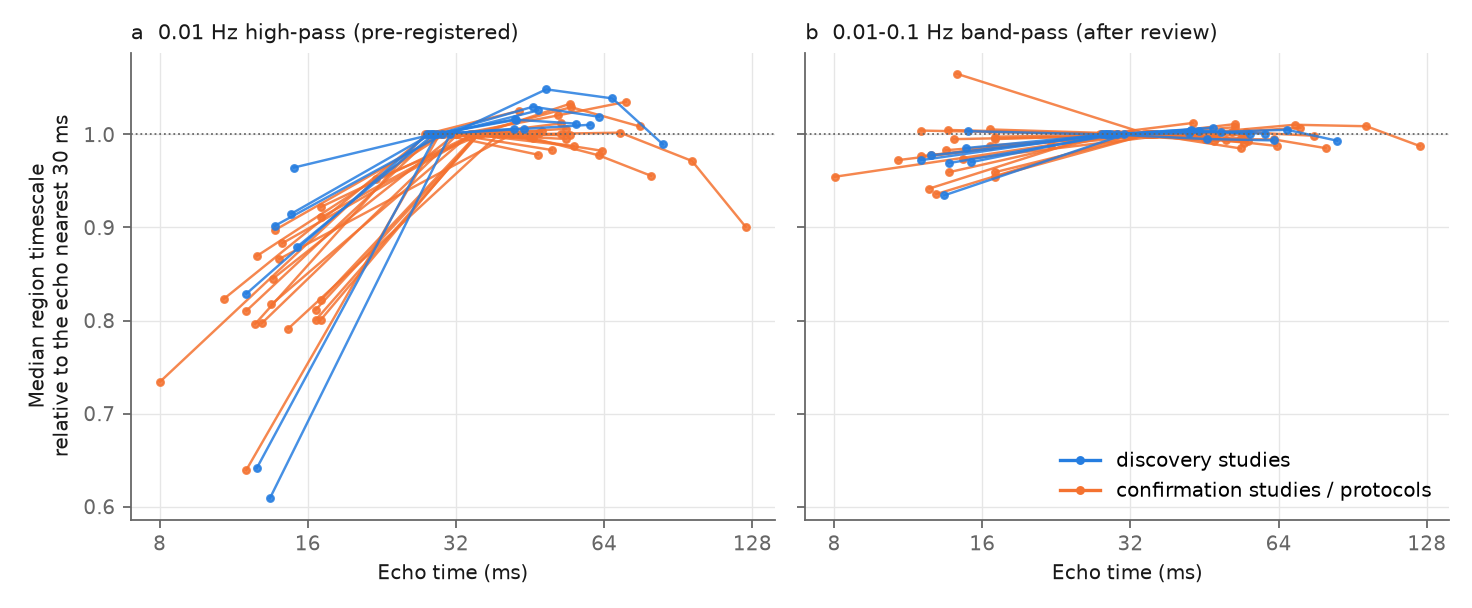 a 0.01 Hz high-pass (pre-registered)
b 0.01-0.1 Hz band-pass (after review)
Median region timescale
relative to the echo nearest 30 ms
1.0
0.9
0.8
0.7
0.6
8 16 32 64 128
Echo time (ms)
discovery studies
confirmation studies / protocols
8 16 32 64 128
Echo time (ms)